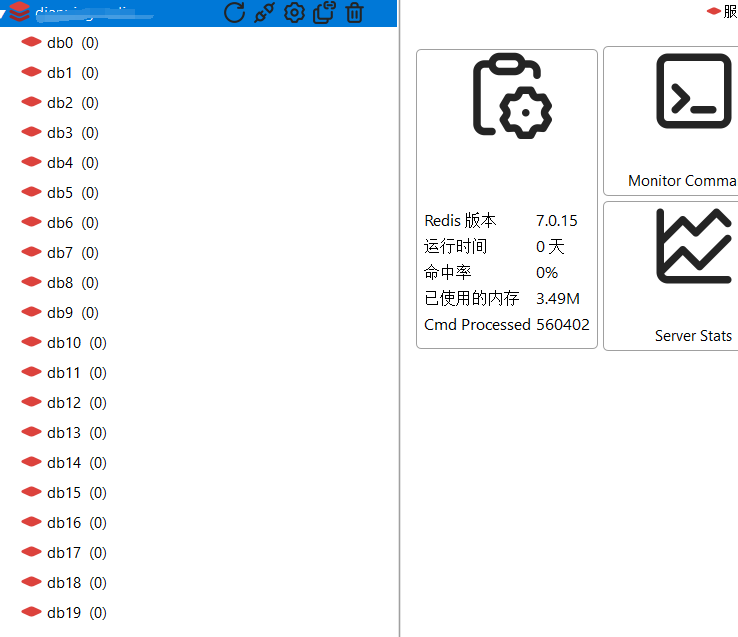 服
db0 (0)
db1 (0)
db2 (0)
db3 (0)
db4 (0)
db5 (0)
db6 (0)
db7 (0)
db8 (0)
db9 (0)
db10 (0)
db11 (0)
db12 (0)
db13 (0)
db14 (0)
db15 (0)
db16 (0)
db17 (0)
db18 (0)
db19 (0)
Redis 版本 7.0.15
运行时间 0 天
命中率 0%
已使用的内存 3.49M
Cmd Processed 560402
Monitor Comma
Server Stats